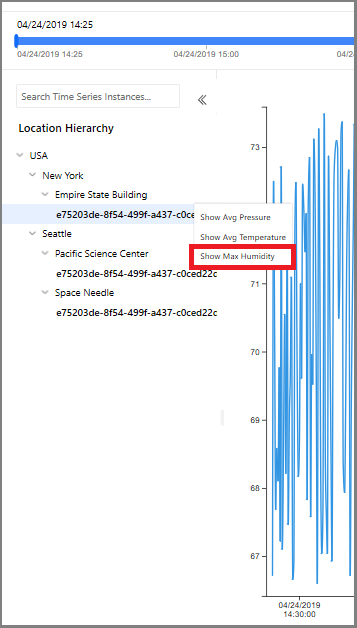 04/24/2019 14:25
04/24/2019 14:25
04/24/2019 15:00
04/2
Search Time Series Instances...
Location Hierarchy
USA
New York
Empire State Building
e75203de-8f54-499f-a437-c0ced22c
Seattle
Pacific Science Center
e75203de-8f54-499f-a437-c0ced22c
Space Needle
e75203de-8f54-499f-a437-c0ced22c
Show Avg Pressure
Show Avg Temperature
Show Max Humidity
73
71
70
69
68
67
04/24/2019
14:30:00